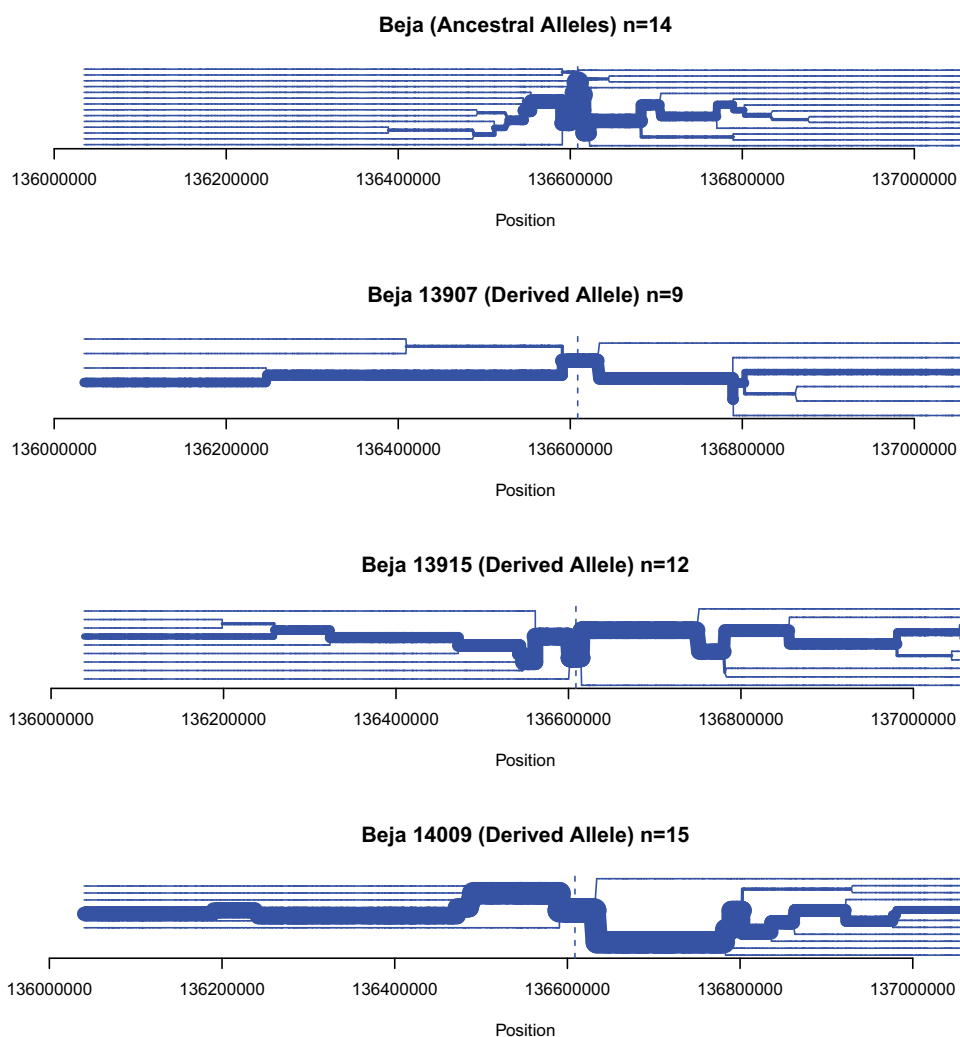 Beja (Ancestral Alleles) n=14
136000000 136200000 136400000 136600000 136800000 137000000
Position
Beja 13907 (Derived Allele) n=9
136000000 136200000 136400000 136600000 136800000 137000000
Position
Beja 13915 (Derived Allele) n=12
136000000 136200000 136400000 136600000 136800000 137000000
Position
Beja 14009 (Derived Allele) n=15
136000000 136200000 136400000 136600000 136800000 137000000
Position